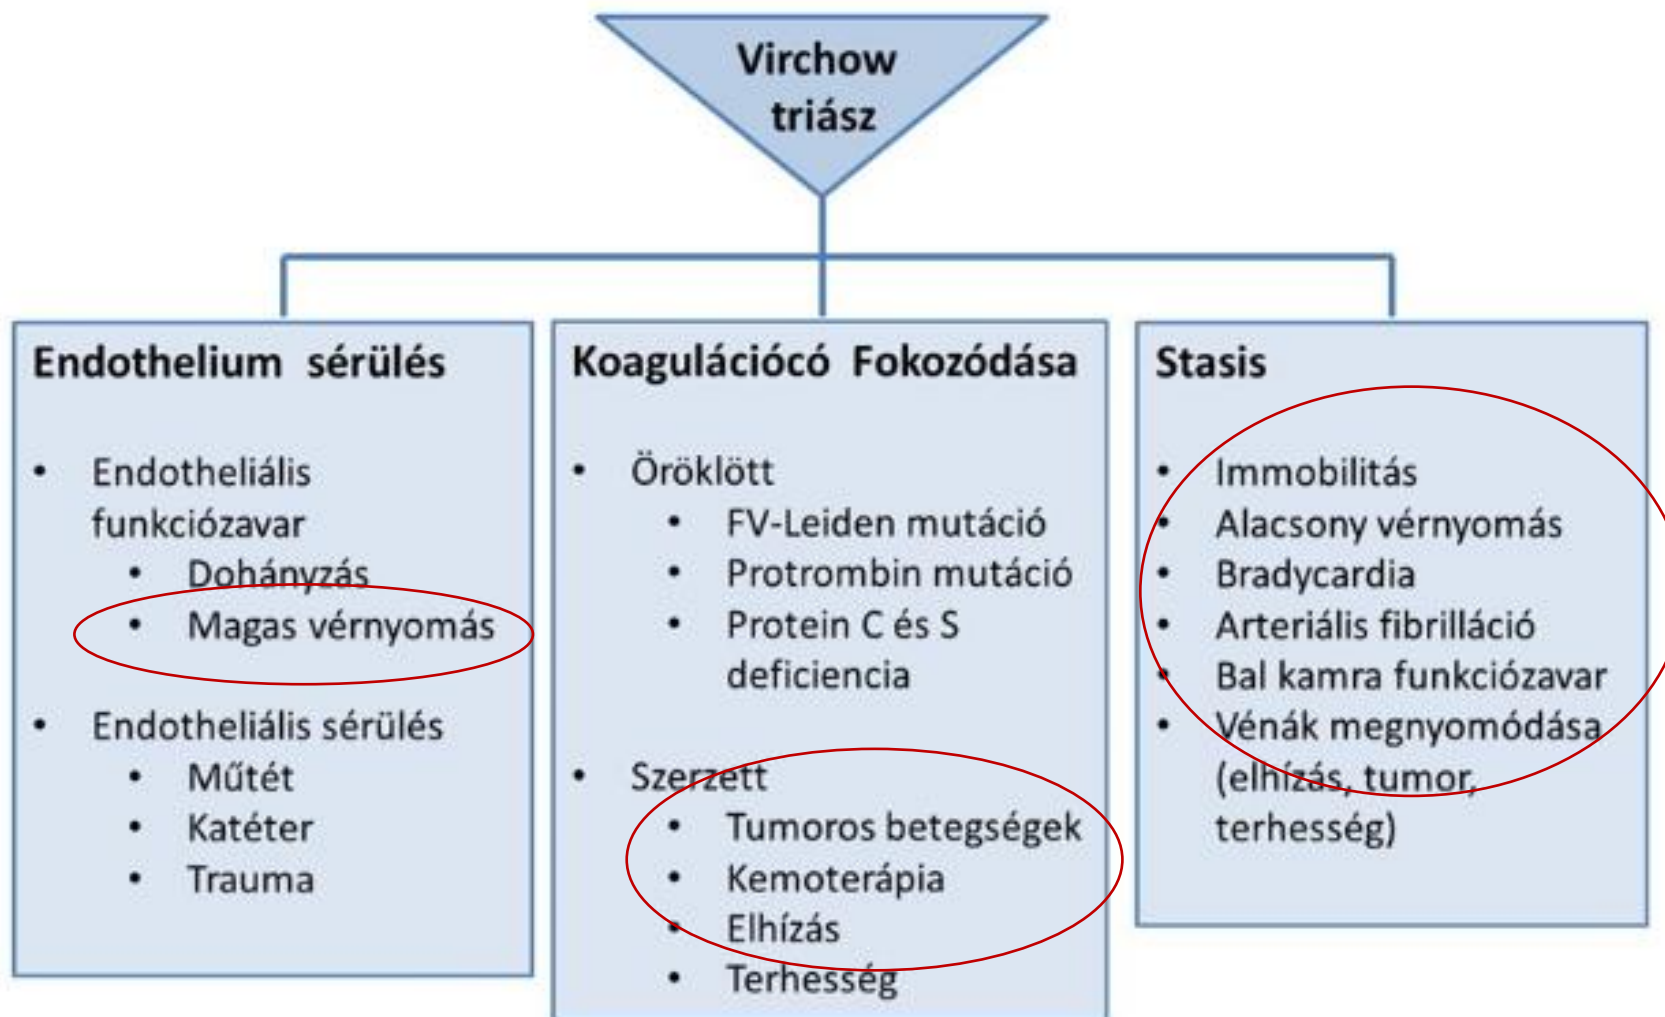 Virchow
triász
Endothelium sérülés
• Endotheliális
funkciózavar
• Dohányzás
• Magas vérnyomás
• Endotheliális sérülés
• Műtét
• Katéter
• Trauma
Koagulációcó Fokozódása
• Öröklött
• FV-Leiden mutáció
• Protrombin mutáció
• Protein C és S
deficiencia
• Szerzett
• Tumoros betegségek
• Kemoterápia
• Elhízás
• Terhesség
Stasis
• Immobilitás
• Alacsony vérnyomás
• Bradycardia
• Arteriális fibrilláció
• Bal kamra funkciózavar
• Vénák megnyomódása
(elhízás, tumor,
terhesség)